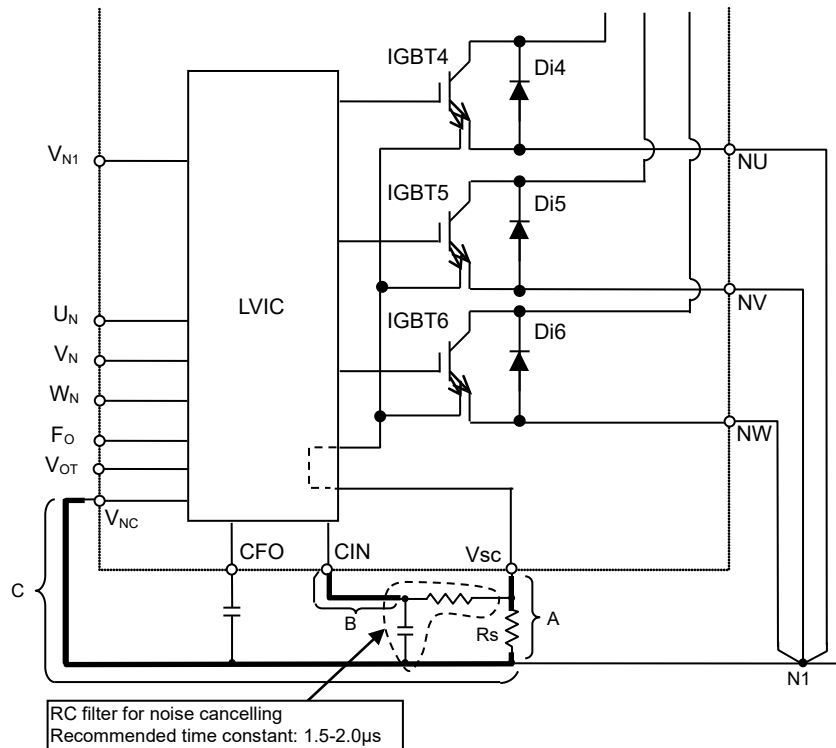 IGBT4
Di4
VN1
NU
IGBT5
Di5
LVIC
UN
NV
IGBT6
Di6
VN
WN
FO
NW
VOT
VNC
CFO
CIN
Vsc
C
B
A
Rs
N1
RC filter for noise cancelling
Recommended time constant: 1.5-2.0μs